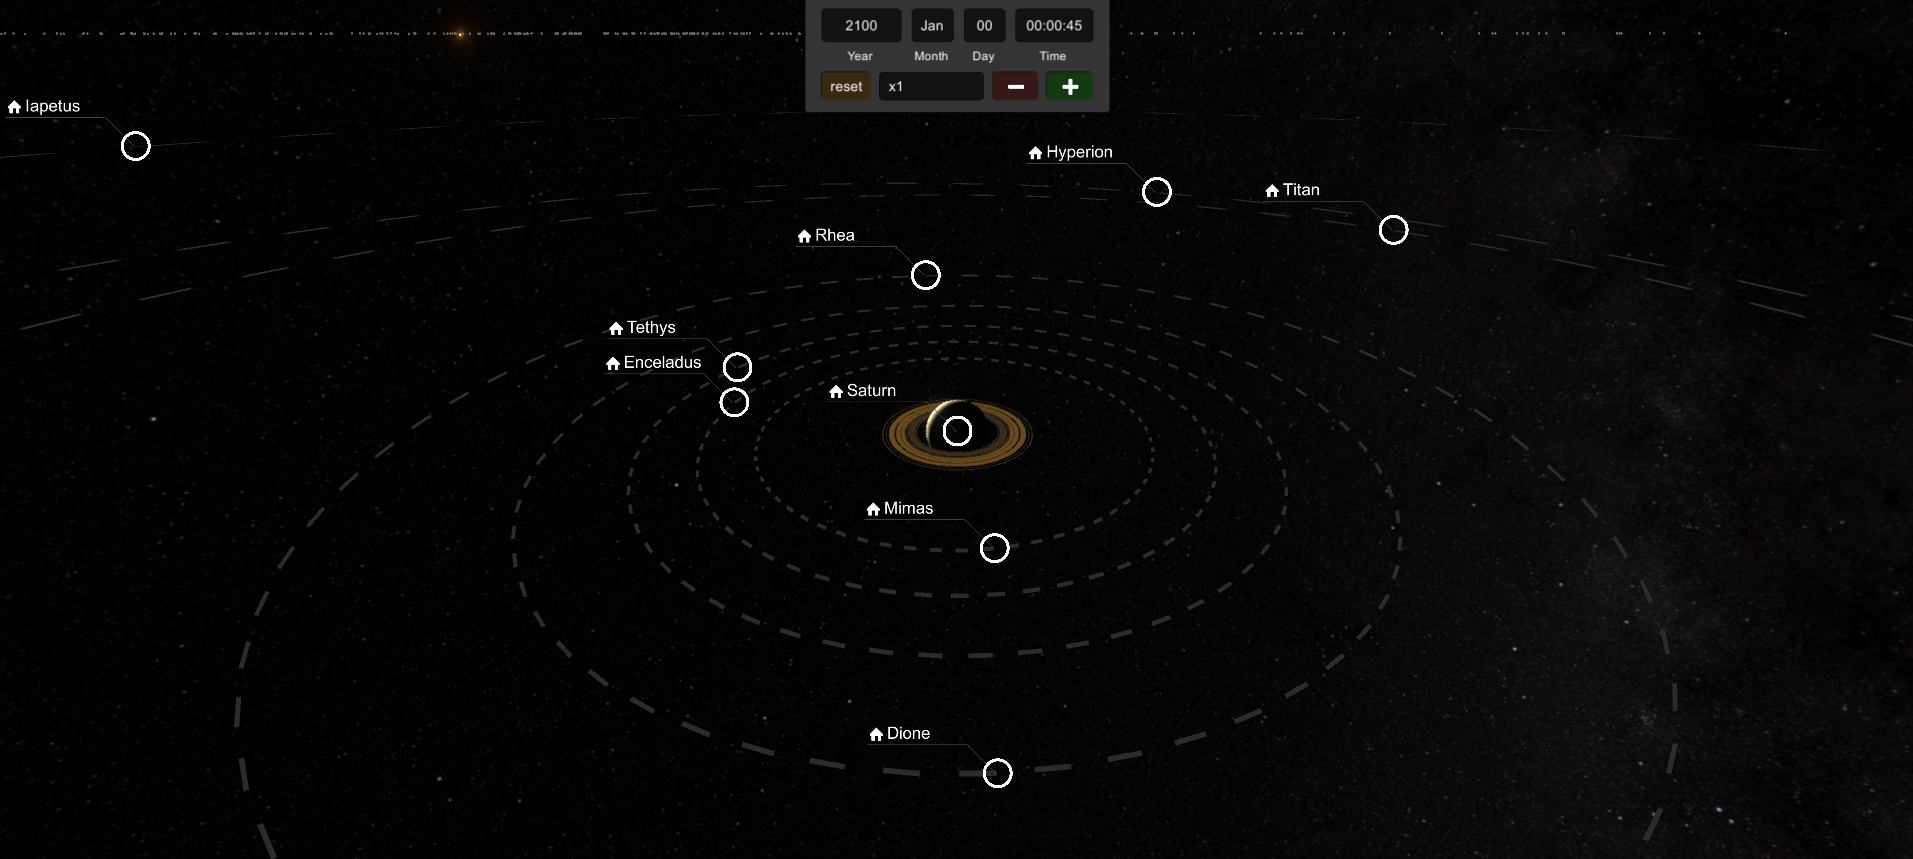 2100 Jan 00 00:00:45
Year Month Day Time
reset x1 − +
Iapetus
Hyperion
Titan
Rhea
Tethys
Enceladus
Saturn
Mimas
Dione